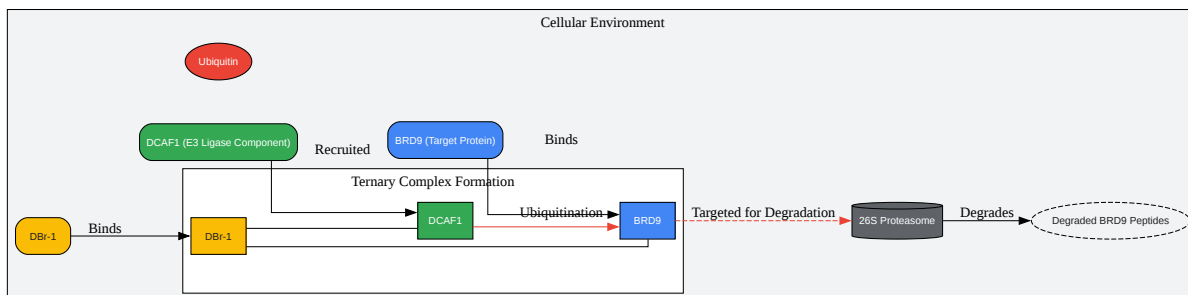 Cellular Environment
Ubiquitin
DCAF1 (E3 Ligase Component)
Recruited
BRD9 (Target Protein)
Binds
Ternary Complex Formation
DBr-1
Binds
DBr-1
DCAF1
Ubiquitination
BRD9
Targeted for Degradation
26S Proteasome
Degrades
Degraded BRD9 Peptides